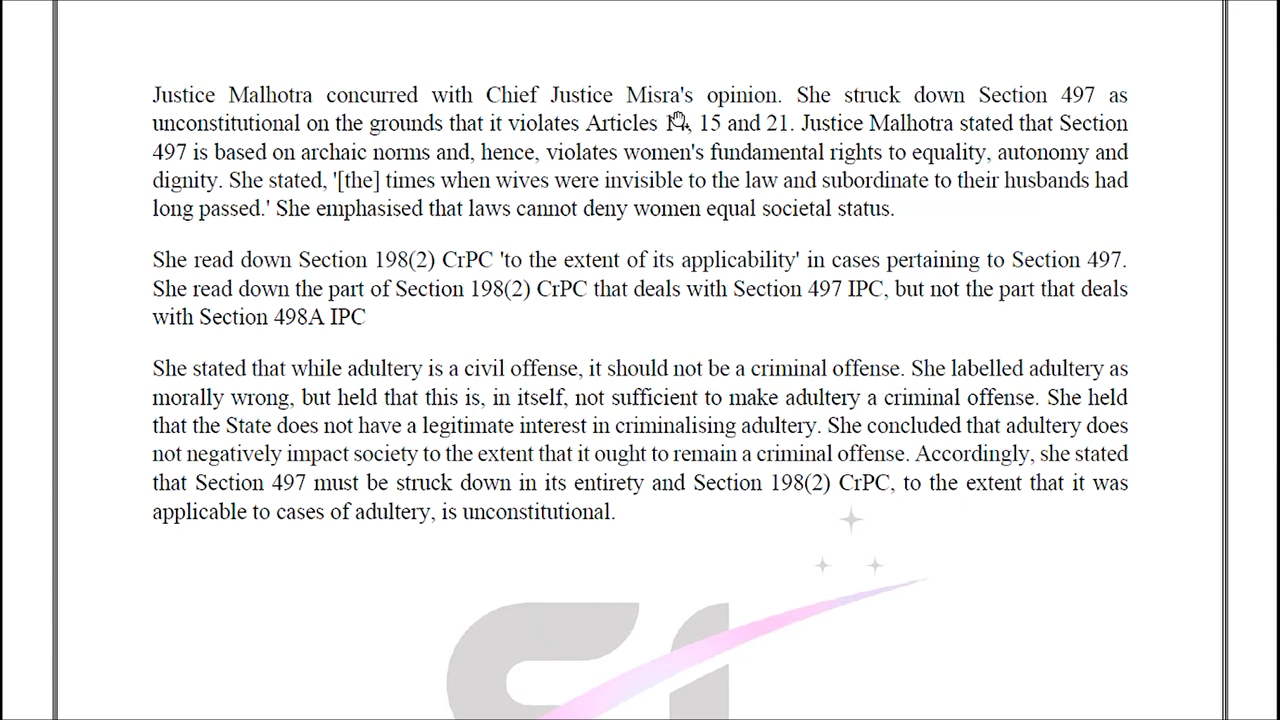 Justice Malhotra concurred with Chief Justice Misra's opinion. She struck down Section 497 as
unconstitutional on the grounds that it violates Articles 15 and 21. Justice Malhotra stated that Section
497 is based on archaic norms and, hence, violates women's fundamental rights to equality, autonomy and
dignity. She stated, '[the] times when wives were invisible to the law and subordinate to their husbands had
long passed.' She emphasised that laws cannot deny women equal societal status.
She read down Section 198(2) CrPC 'to the extent of its applicability' in cases pertaining to Section 497.
She read down the part of Section 198(2) CrPC that deals with Section 497 IPC, but not the part that deals
with Section 498A IPC
She stated that while adultery is a civil offense, it should not be a criminal offense. She labelled adultery as
morally wrong, but held that this is, in itself, not sufficient to make adultery a criminal offense. She held
that the State does not have a legitimate interest in criminalising adultery. She concluded that adultery does
not negatively impact society to the extent that it ought to remain a criminal offense. Accordingly, she stated
that Section 497 must be struck down in its entirety and Section 198(2) CrPC, to the extent that it was
applicable to cases of adultery, is unconstitutional.